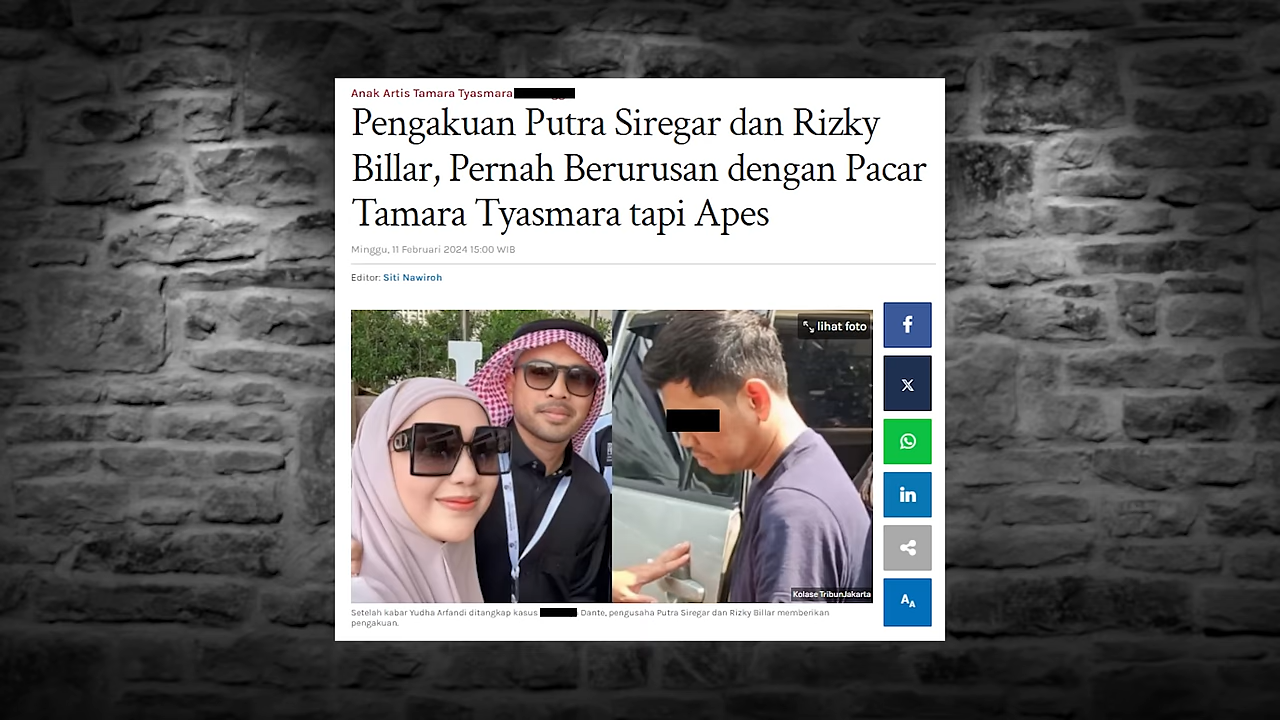 Anak Artis Tamara Tyasmara
Pengakuan Putra Siregar dan Rizky
Billar, Pernah Berurusan dengan Pacar
Tamara Tyasmara tapi Apes
Minggu, 11 Februari 2024 15:00 WIB
Editor: Siti Nawiroh
lihat foto
Kolase TribunJakarta
Setelah kabar Yudha Arfandi ditangkap kasus Dante, pengusaha Putra Siregar dan Rizky Billar memberikan
pengakuan.
f
X
in
AA